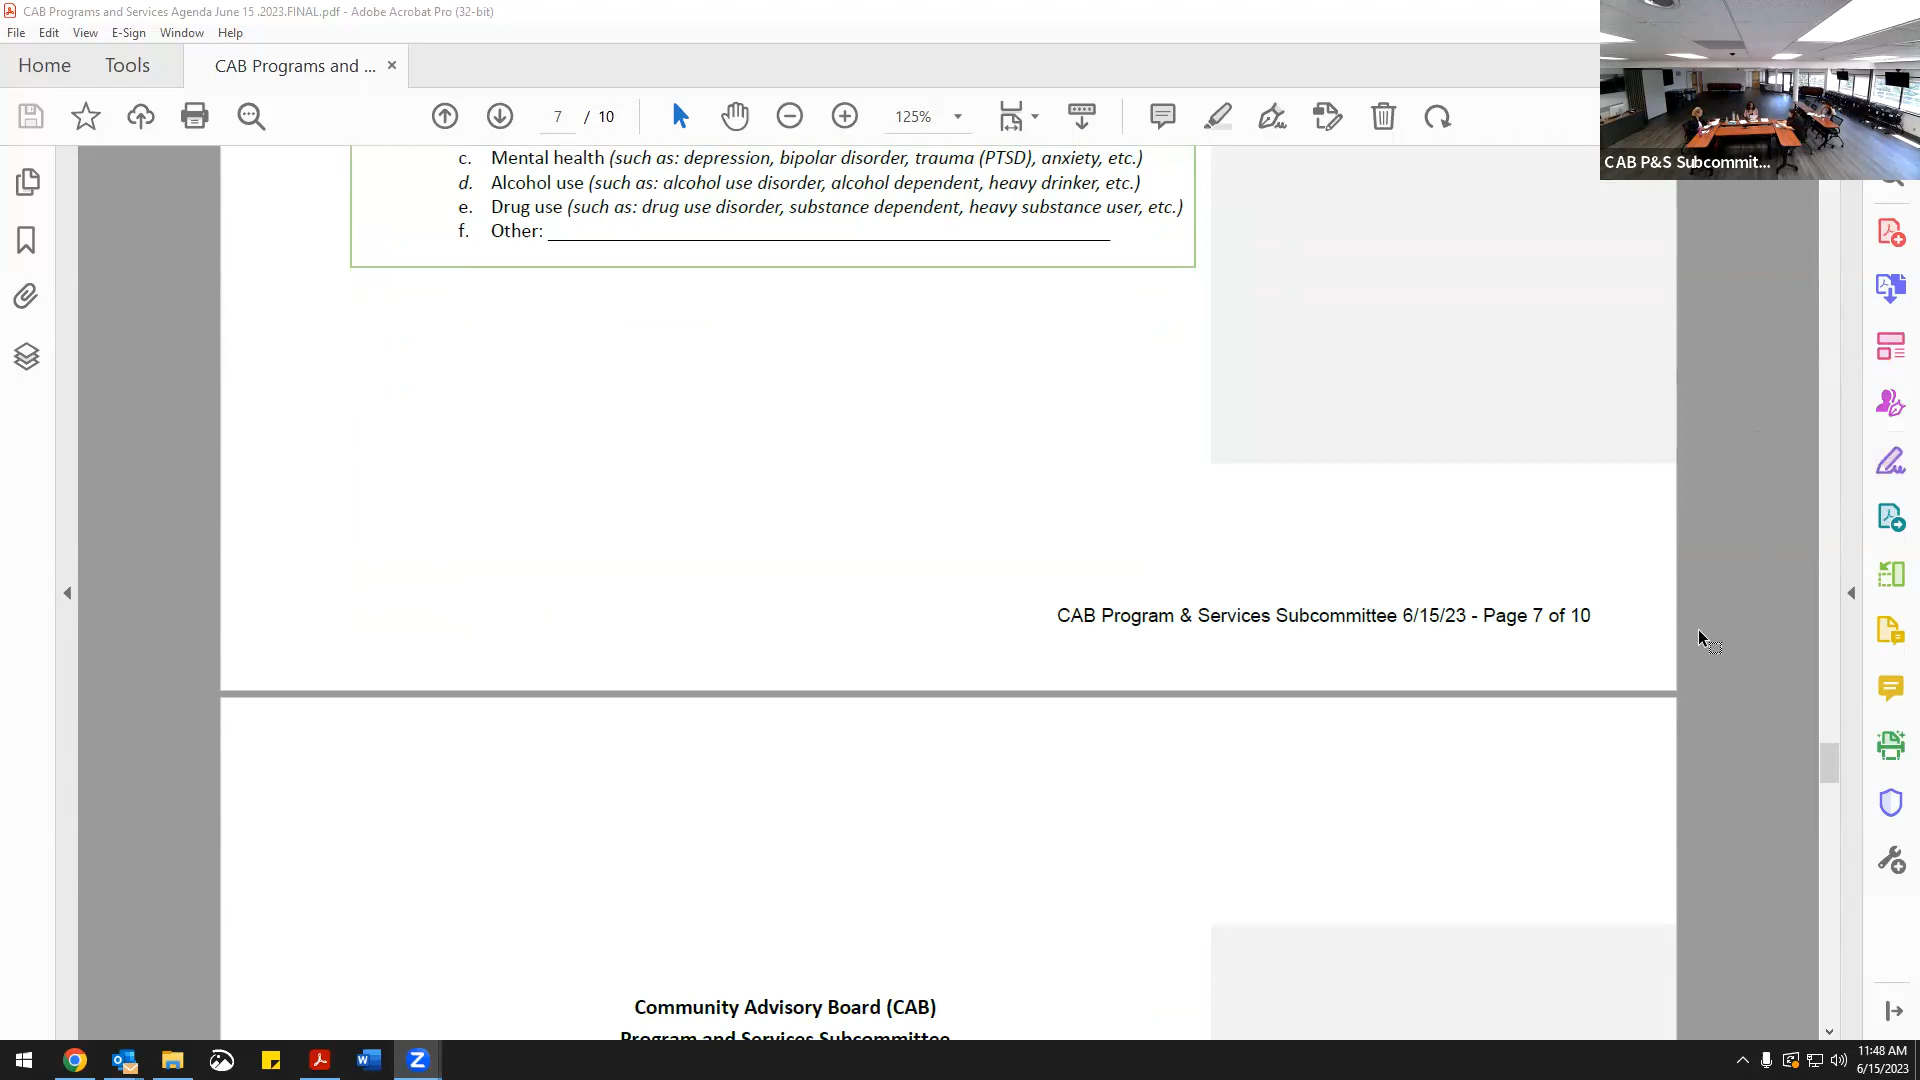 CAB Programs and Services Agenda June 15 .2023.FINAL.pdf - Adobe Acrobat Pro (32-bit)
File Edit View E-Sign Window Help
Home Tools CAB Programs and ... ×
7 / 10 125%
CAB P&S Subcommit...
c. Mental health (such as: depression, bipolar disorder, trauma (PTSD), anxiety, etc.)
d. Alcohol use (such as: alcohol use disorder, alcohol dependent, heavy drinker, etc.)
e. Drug use (such as: drug use disorder, substance dependent, heavy substance user, etc.)
f. Other:
CAB Program & Services Subcommittee 6/15/23 - Page 7 of 10
Community Advisory Board (CAB)
Program and Services Subcommittee
11:48 AM
6/15/2023